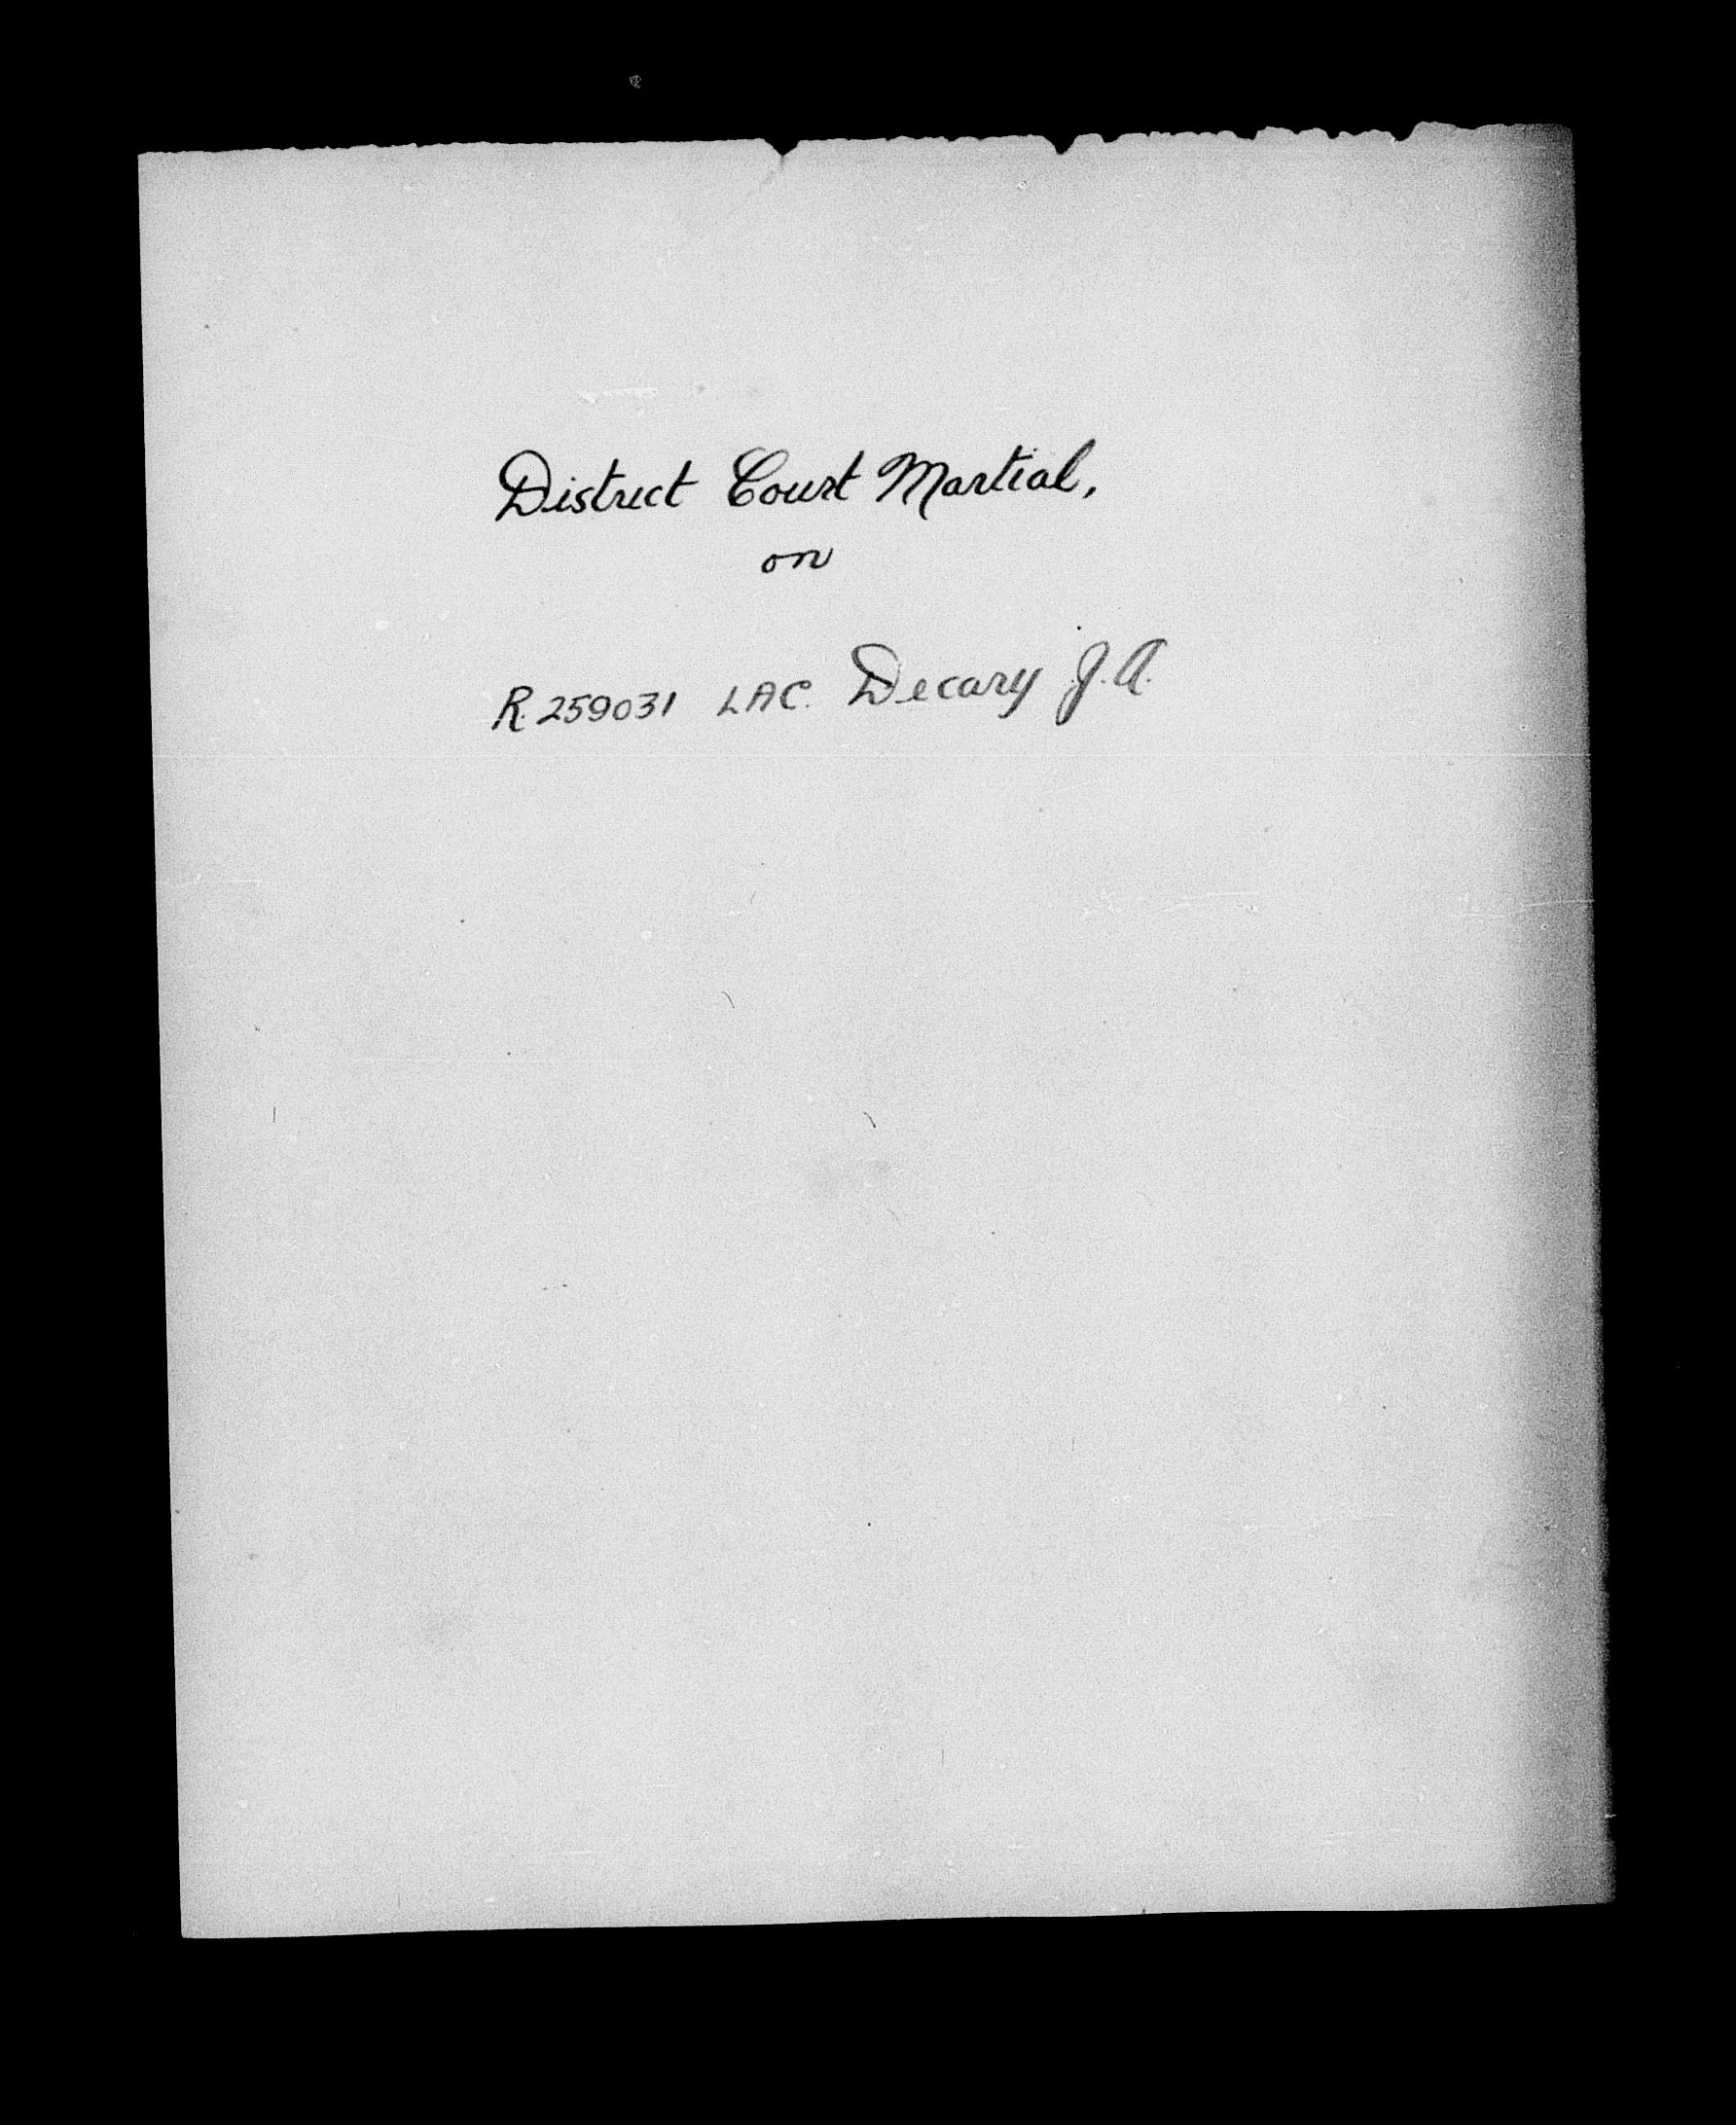 District Court Martial,
on
R.259031 LAC. Decary J.A.